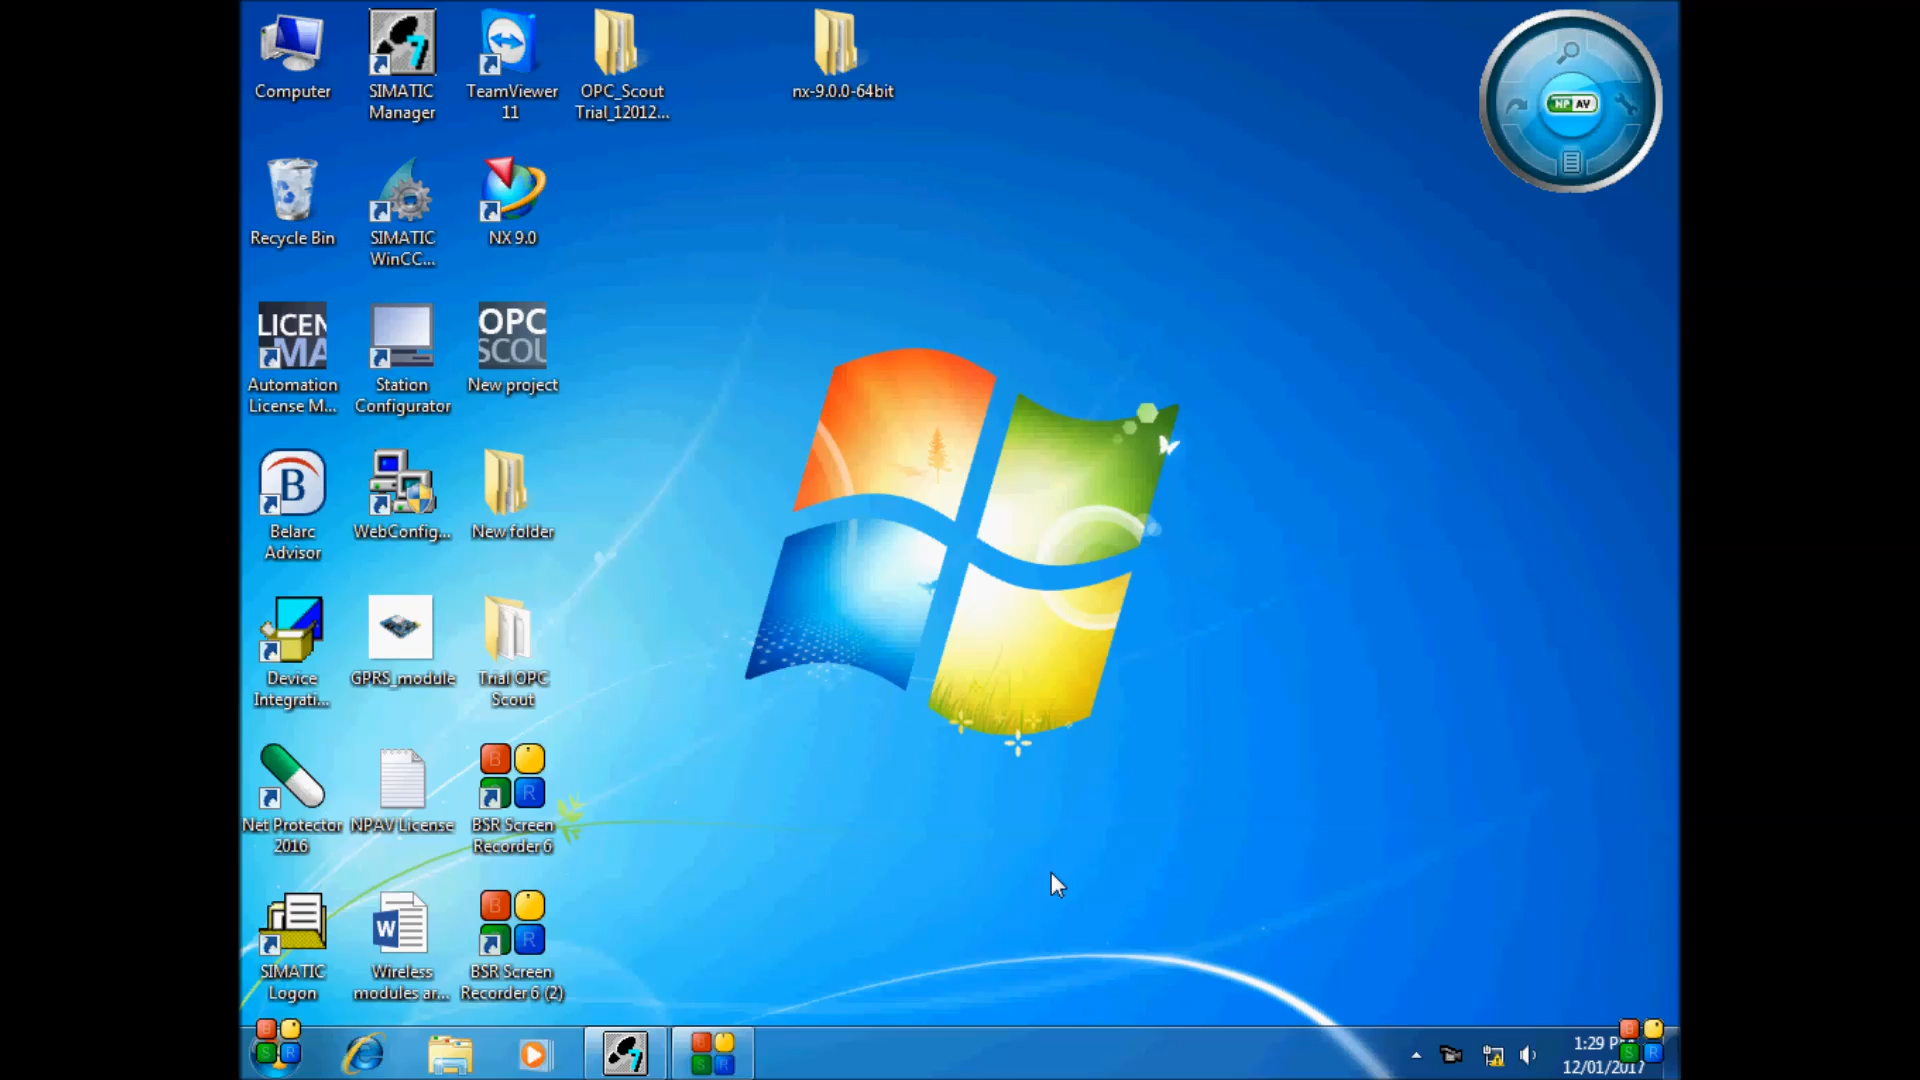 Computer
SIMATIC
Manager
TeamViewer
11
OPC_Scout
Trial_12012...
nx-9.0.0-64bit
NP AV
Recycle Bin
SIMATIC
WinCC...
NX 9.0
LICEN
MA
Automation
License M...
Station
Configurator
OPC
SCOU
New project
B
Belarc
Advisor
WebConfig...
New folder
Device
Integrati...
GPRS_module
Trial OPC
Scout
Net Protector
2016
NPAV License
B
R
BSR Screen
Recorder 6
SIMATIC
Logon
W
Wireless
modules ar...
B
R
BSR Screen
Recorder 6 (2)
B
S R
7
B
S R
1:29 P
12/01/2017
B
S R